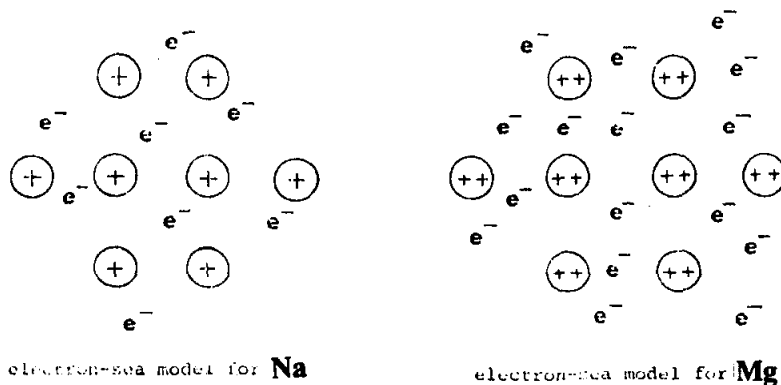 e⁻
+ +
e⁻
e⁻ e⁻
+ + + +
e⁻
e⁻ e⁻
+ +
e⁻
electron-sea model for Na
e⁻
e⁻ e⁻
e⁻
++ ++
e⁻ e⁻ e⁻ e⁻
++ ++ ++ ++
e⁻
e⁻ e⁻
e⁻ e⁻
++ e⁻ ++
e⁻ e⁻
electron-sea model for Mg